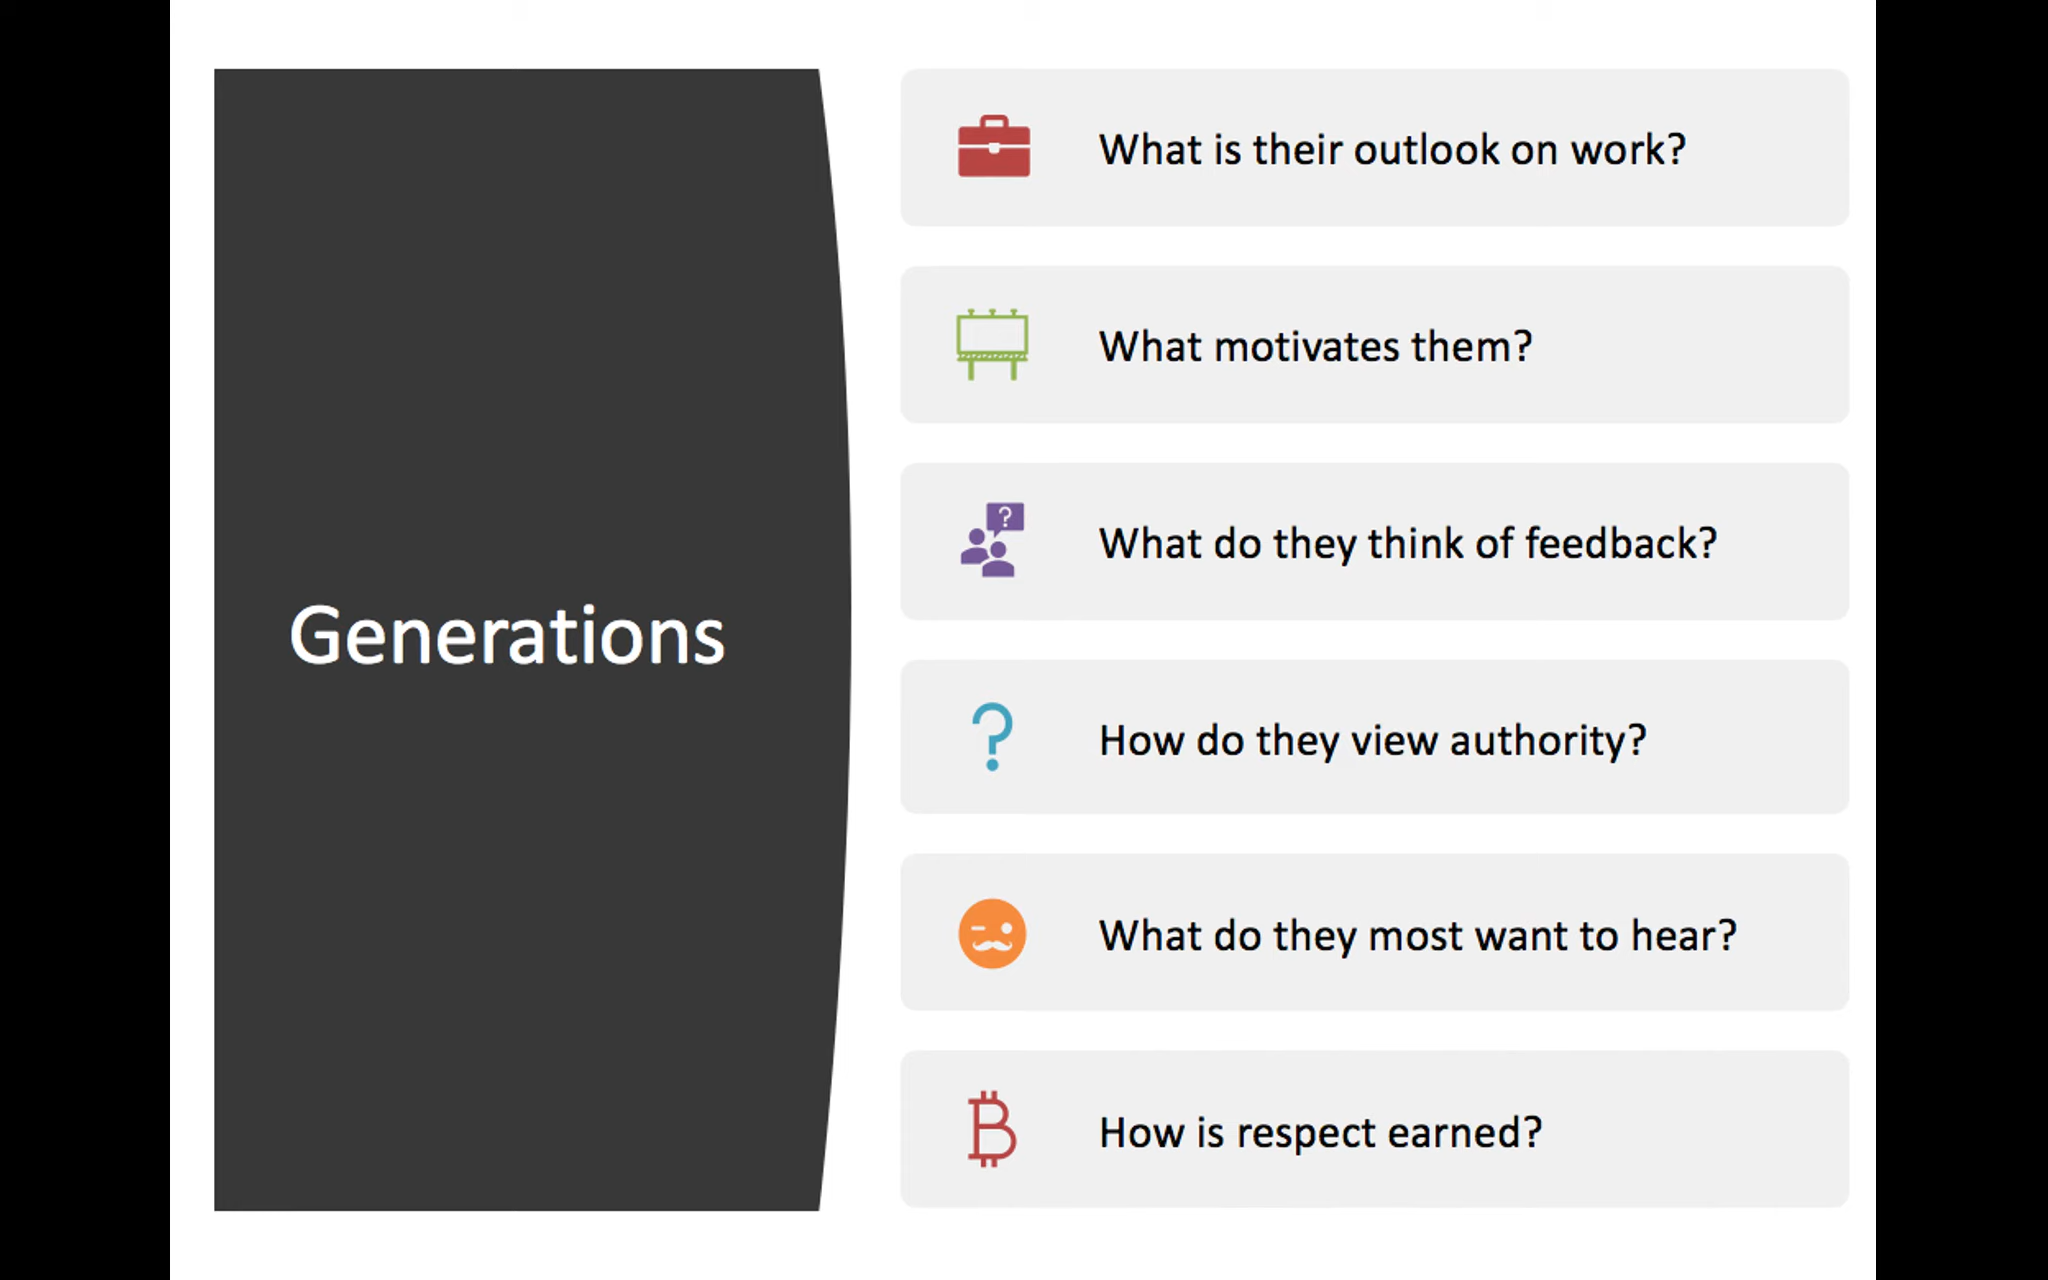 Generations
What is their outlook on work?
What motivates them?
?
What do they think of feedback?
How do they view authority?
What do they most want to hear?
How is respect earned?